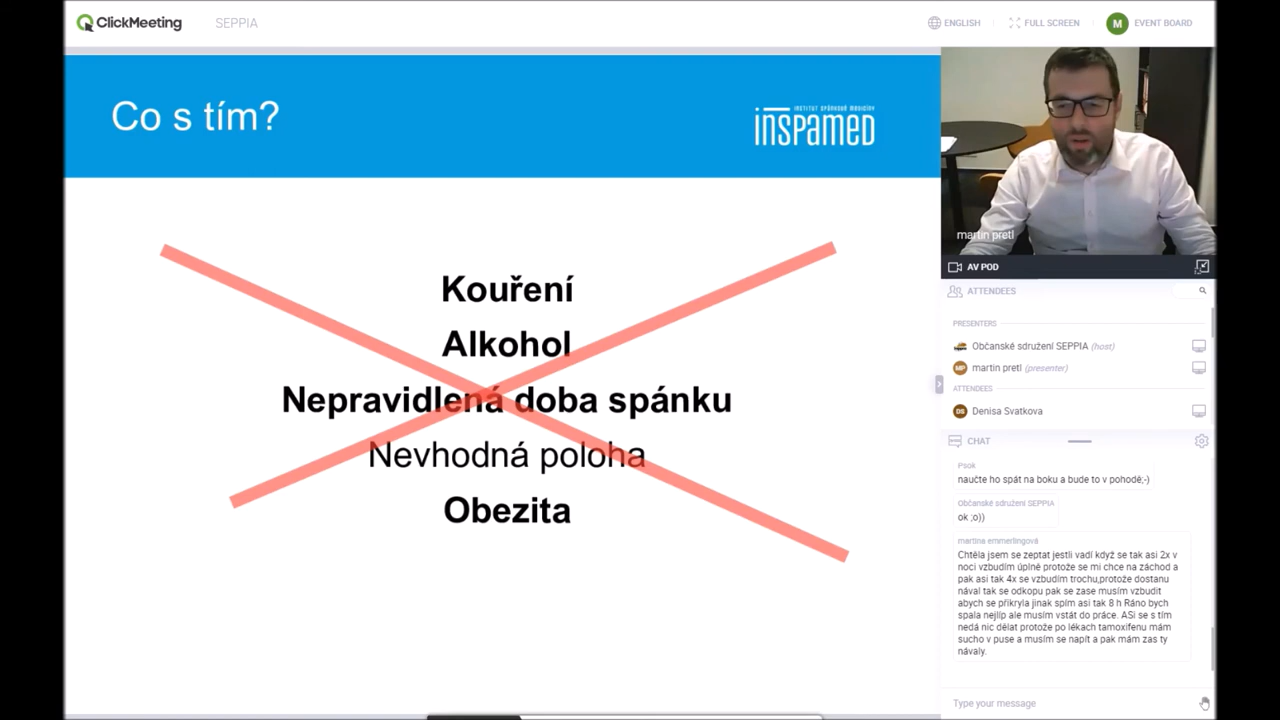 ClickMeeting
SEPPIA
ENGLISH
FULL SCREEN
M
EVENT BOARD
Co s tím?
INSTITUT SPÁNKOVÉ MEDICÍNY
inspamed
Kouření
Alkohol
Nepravidlená doba spánku
Nevhodná poloha
Obezita
martin pretl
AV POD
ATTENDEES
PRESENTERS
Občanské sdružení SEPPIA (host)
MP
martin pretl (presenter)
ATTENDEES
DS
Denisa Svatkova
CHAT
Psok
naučte ho spát na boku a bude to v pohodě;-)
Občanské sdružení SEPPIA
ok ;o))
martina emmerlingová
Chtěla jsem se zeptat jestli vadí když se tak asi 2x v
noci vzbudím úplně protože se mi chce na záchod a
pak asi tak 4x se vzbudím trochu,protože dostanu
nával tak se odkopu pak se zase musím vzbudit
abych se přikryla jinak spím asi tak 8 h Ráno bych
spala nejlíp ale musím vstát do práce. ASi se s tím
nedá nic dělat protože po lékach tamoxifenu mám
sucho v puse a musím se napít a pak mám zas ty
návaly.
Type your message